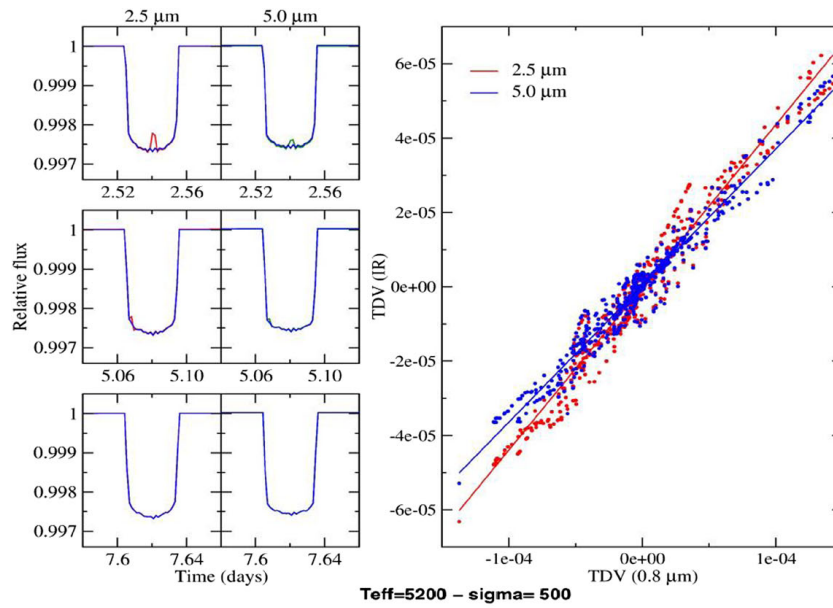 2.5 μm 5.0 μm
1
0.999
0.998
0.997
2.52 2.56 2.52 2.56
1
0.999
0.998
0.997
5.06 5.10 5.06 5.10
1
0.999
0.998
0.997
7.6 7.64 7.6 7.64
Relative flux
Time (days)
2.5 μm
5.0 μm
6e-05
4e-05
2e-05
0e+00
-2e-05
-4e-05
-6e-05
TDV (IR)
-1e-04 0e+00 1e-04
TDV (0.8 μm)
Teff=5200 – sigma= 500